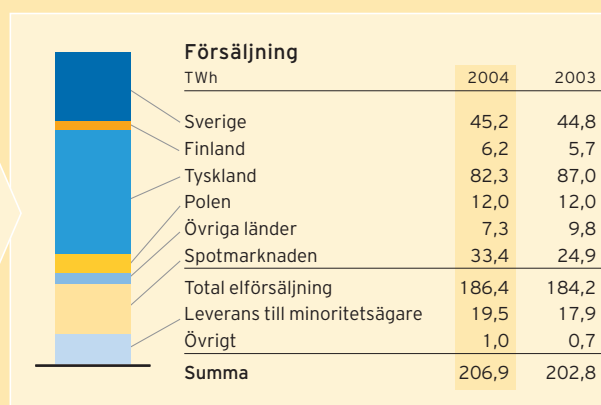 Försäljning
TWh 2004 2003
Sverige 45,2 44,8
Finland 6,2 5,7
Tyskland 82,3 87,0
Polen 12,0 12,0
Övriga länder 7,3 9,8
Spotmarknaden 33,4 24,9
Total elförsäljning 186,4 184,2
Leverans till minoritetsägare 19,5 17,9
Övrigt 1,0 0,7
Summa 206,9 202,8